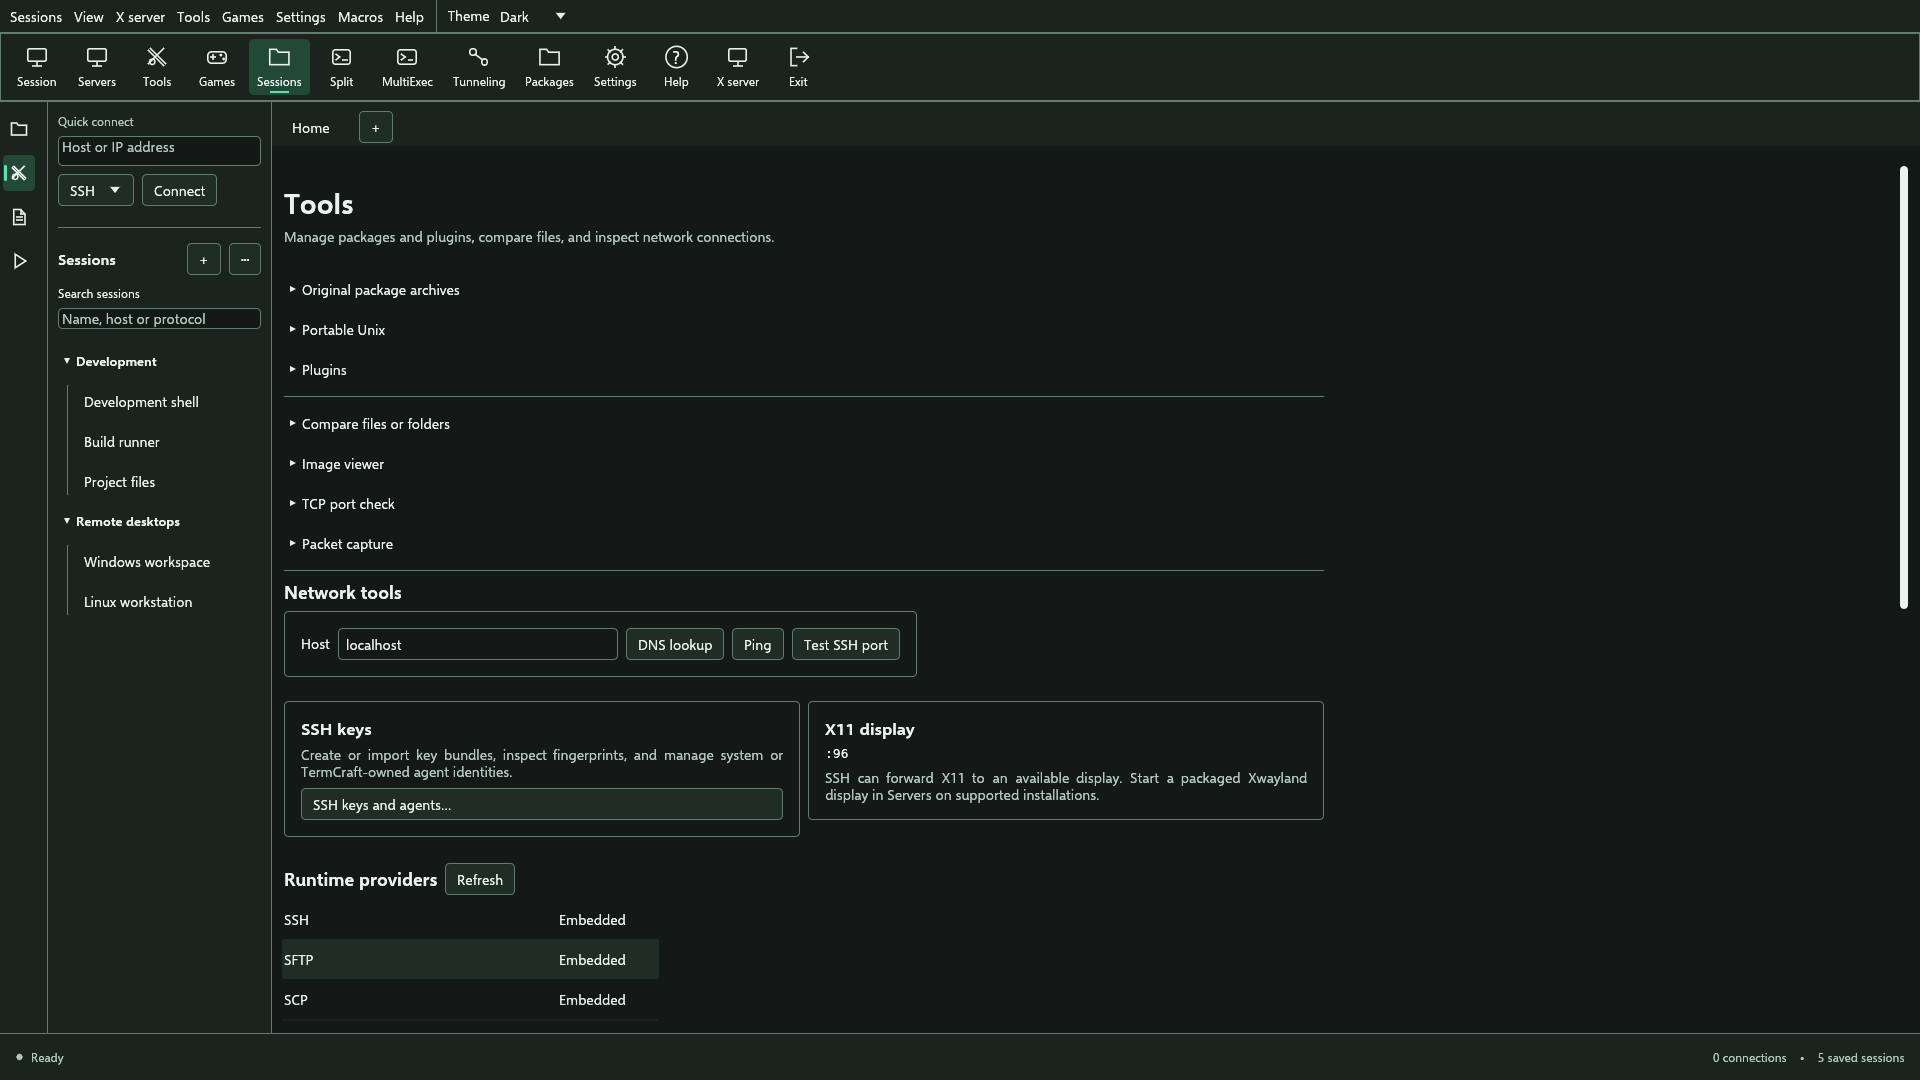 Sessions View X server Tools Games Settings Macros Help Theme Dark
Session Servers Tools Games Sessions Split MultiExec Tunneling Packages Settings Help X server Exit
Quick connect
Host or IP address
SSH Connect
Sessions + ...
Search sessions
Name, host or protocol
Development
Development shell
Build runner
Project files
Remote desktops
Windows workspace
Linux workstation
Home +
Tools
Manage packages and plugins, compare files, and inspect network connections.
Original package archives
Portable Unix
Plugins
Compare files or folders
Image viewer
TCP port check
Packet capture
Network tools
Host localhost DNS lookup Ping Test SSH port
SSH keys
Create or import key bundles, inspect fingerprints, and manage system or
TermCraft-owned agent identities.
SSH keys and agents...
X11 display
:96
SSH can forward X11 to an available display. Start a packaged Xwayland
display in Servers on supported installations.
Runtime providers Refresh
SSH Embedded
SFTP Embedded
SCP Embedded
Ready
0 connections • 5 saved sessions